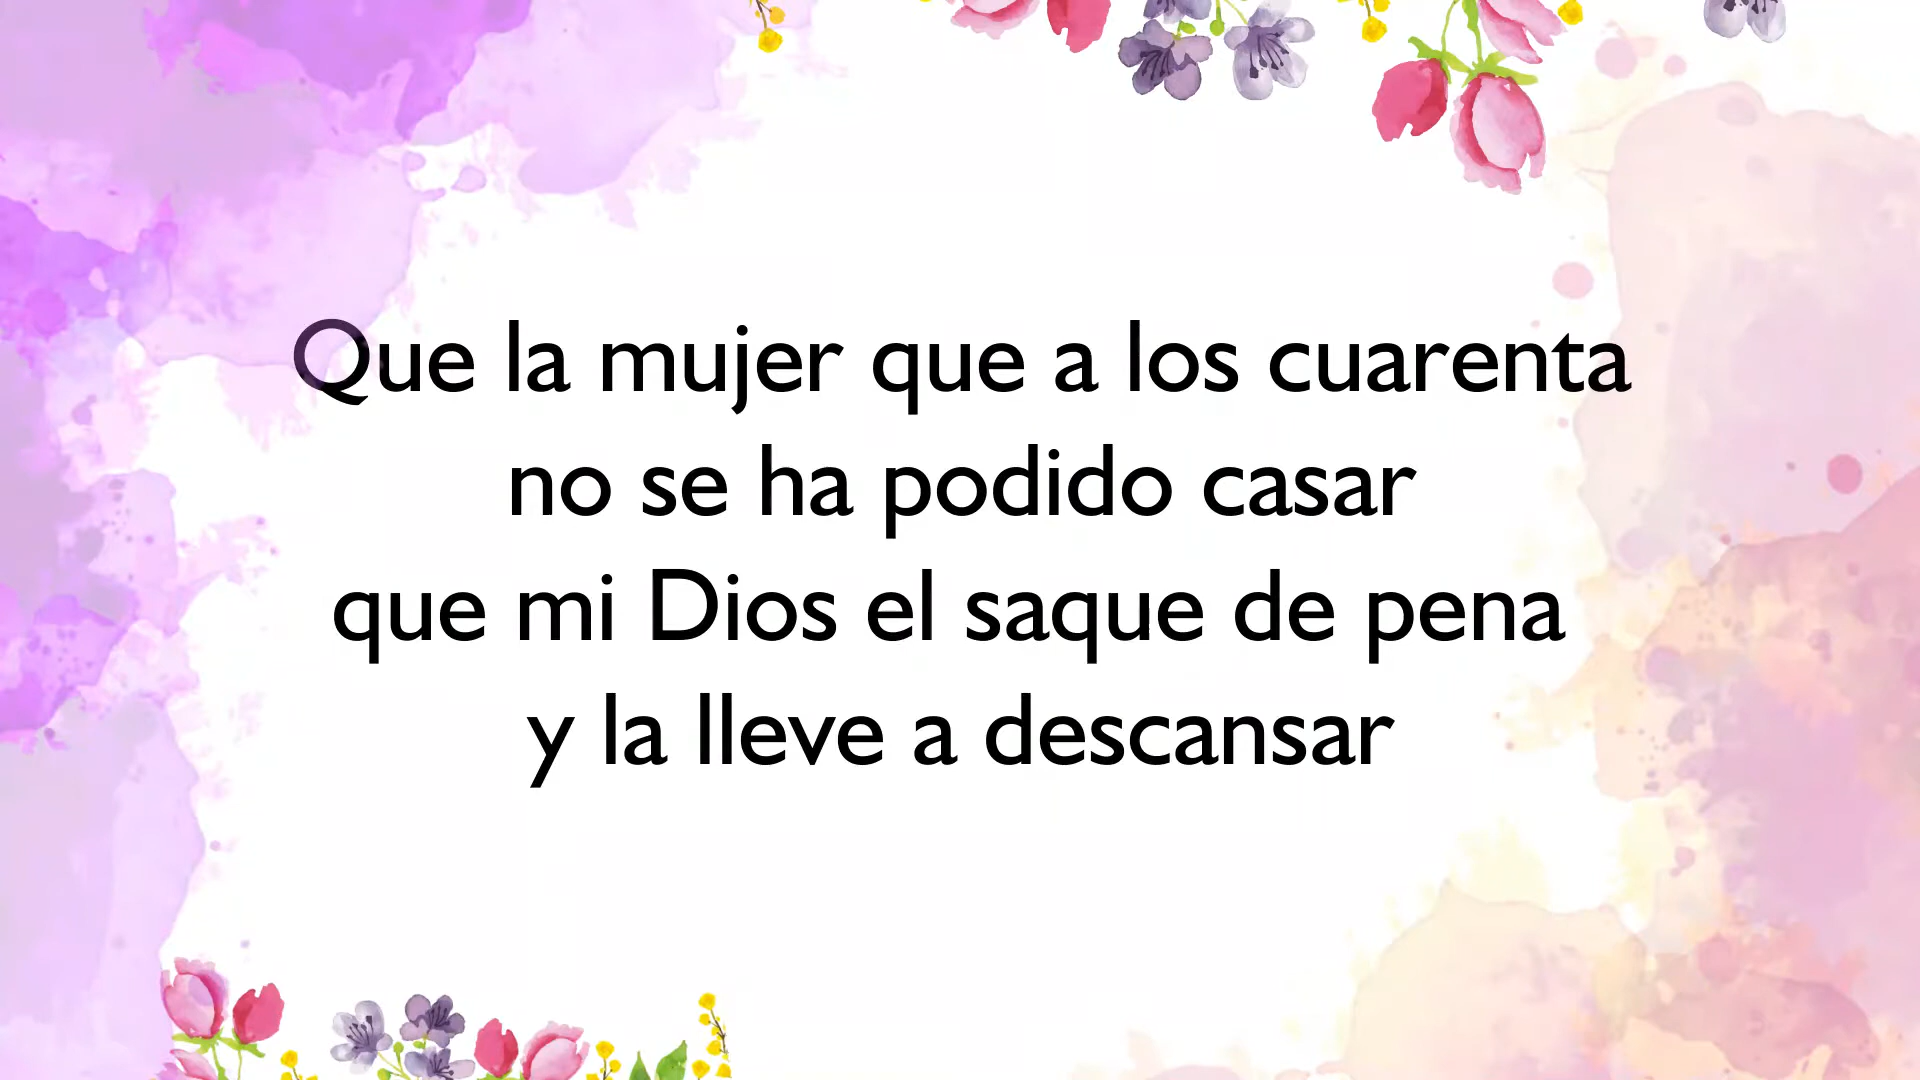 Que la mujer que a los cuarenta
no se ha podido casar
que mi Dios el saque de pena
y la lleve a descansar